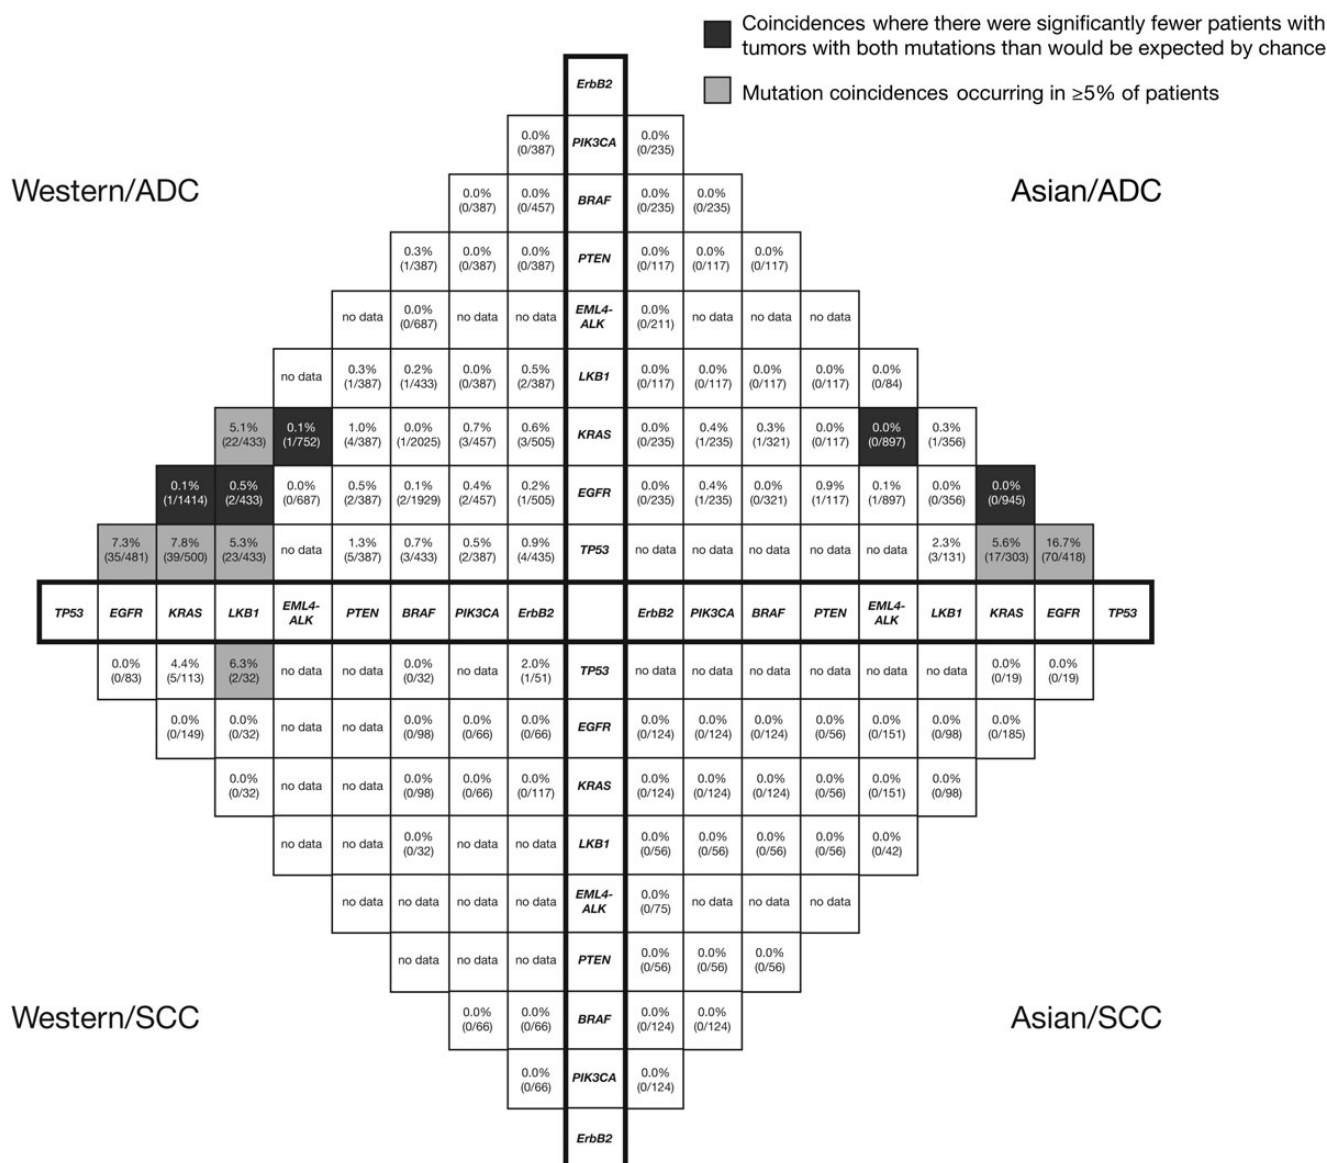 Coincidences where there were significantly fewer patients with
tumors with both mutations than would be expected by chance
Mutation coincidences occurring in ≥5% of patients
Western/ADC
Asian/ADC
ErbB2
0.0% (0/387) PIK3CA 0.0% (0/235)
0.0% (0/387) 0.0% (0/457) BRAF 0.0% (0/235) 0.0% (0/235)
0.3% (1/387) 0.0% (0/387) 0.0% (0/387) PTEN 0.0% (0/117) 0.0% (0/117) 0.0% (0/117)
no data 0.0% (0/687) no data no data EML4-ALK 0.0% (0/211) no data no data no data
no data 0.3% (1/387) 0.2% (1/433) 0.0% (0/387) 0.5% (2/387) LKB1 0.0% (0/117) 0.0% (0/117) 0.0% (0/117) 0.0% (0/117) 0.0% (0/84)
5.1% (22/433) 0.1% (1/752) 1.0% (4/387) 0.0% (1/2025) 0.7% (3/457) 0.6% (3/505) KRAS 0.0% (0/235) 0.4% (1/235) 0.3% (1/321) 0.0% (0/117) 0.0% (0/897) 0.3% (1/356)
0.1% (1/1414) 0.5% (2/433) 0.0% (0/687) 0.5% (2/387) 0.1% (2/1929) 0.4% (2/457) 0.2% (1/505) EGFR 0.0% (0/235) 0.4% (1/235) 0.0% (0/321) 0.9% (1/117) 0.1% (1/897) 0.0% (0/356) 0.0% (0/945)
7.3% (35/481) 7.8% (39/500) 5.3% (23/433) no data 1.3% (5/387) 0.7% (3/433) 0.5% (2/387) 0.9% (4/435) TP53 no data no data no data no data no data 2.3% (3/131) 5.6% (17/303) 16.7% (70/418)
TP53 EGFR KRAS LKB1 EML4-ALK PTEN BRAF PIK3CA ErbB2 ErbB2 PIK3CA BRAF PTEN EML4-ALK LKB1 KRAS EGFR TP53
0.0% (0/83) 4.4% (5/113) 6.3% (2/32) no data no data 0.0% (0/32) no data 2.0% (1/51) TP53 no data no data no data no data no data no data 0.0% (0/19) 0.0% (0/19)
0.0% (0/149) 0.0% (0/32) no data no data 0.0% (0/98) 0.0% (0/66) 0.0% (0/66) EGFR 0.0% (0/124) 0.0% (0/124) 0.0% (0/124) 0.0% (0/56) 0.0% (0/151) 0.0% (0/98) 0.0% (0/185)
0.0% (0/32) no data no data 0.0% (0/98) 0.0% (0/66) 0.0% (0/117) KRAS 0.0% (0/124) 0.0% (0/124) 0.0% (0/124) 0.0% (0/56) 0.0% (0/151) 0.0% (0/98)
no data no data 0.0% (0/32) no data no data LKB1 0.0% (0/56) 0.0% (0/56) 0.0% (0/56) 0.0% (0/56) 0.0% (0/42)
no data no data no data no data EML4-ALK 0.0% (0/75) no data no data no data
no data no data no data PTEN 0.0% (0/56) 0.0% (0/56) 0.0% (0/56)
Western/SCC
Asian/SCC
0.0% (0/66) 0.0% (0/66) BRAF 0.0% (0/124) 0.0% (0/124)
0.0% (0/66) PIK3CA 0.0% (0/124)
ErbB2